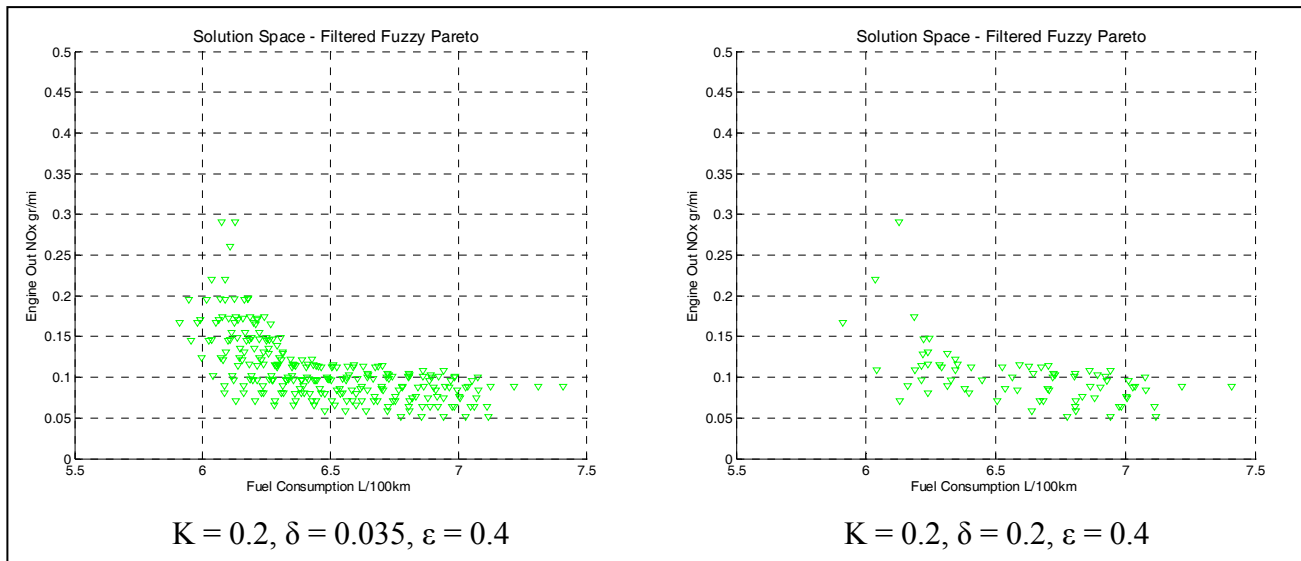 Solution Space - Filtered Fuzzy Pareto
0.5
0.45
0.4
0.35
0.3
0.25
0.2
0.15
0.1
0.05
0
Engine Out NOx gr/mi
5.5 6 6.5 7 7.5
Fuel Consumption L/100km
K = 0.2, δ = 0.035, ε = 0.4
Solution Space - Filtered Fuzzy Pareto
0.5
0.45
0.4
0.35
0.3
0.25
0.2
0.15
0.1
0.05
0
Engine Out NOx gr/mi
5.5 6 6.5 7 7.5
Fuel Consumption L/100km
K = 0.2, δ = 0.2, ε = 0.4